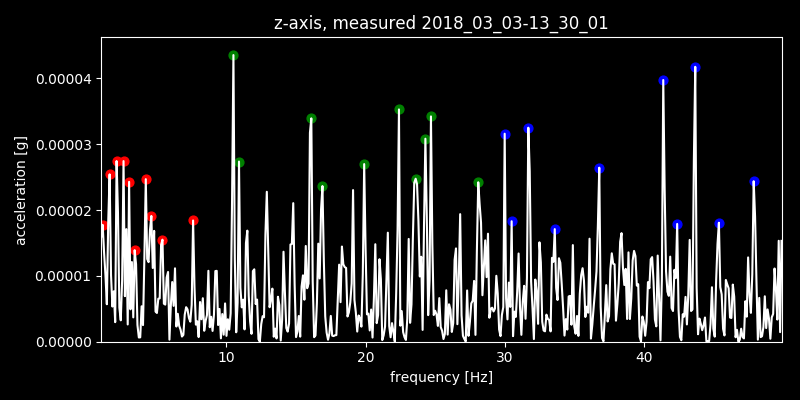 z-axis, measured 2018_03_03-13_30_01
acceleration [g]
0.00004
0.00003
0.00002
0.00001
0.00000
10 20 30 40
frequency [Hz]